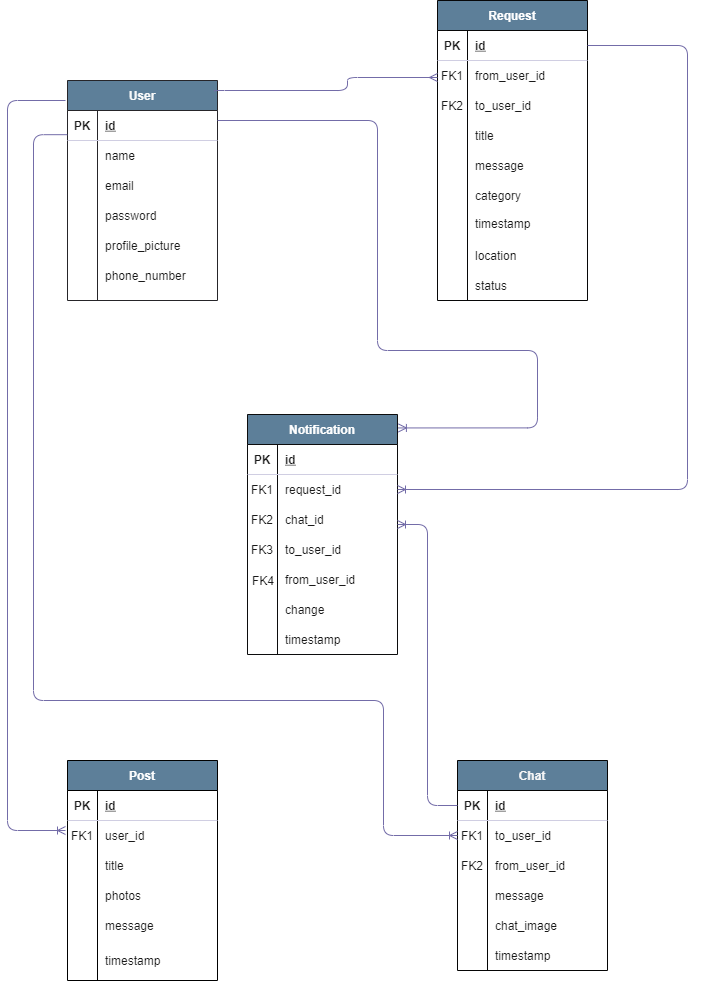 Request
PK id
FK1 from_user_id
FK2 to_user_id
title
message
category
timestamp
location
status
User
PK id
name
email
password
profile_picture
phone_number
Notification
PK id
FK1 request_id
FK2 chat_id
FK3 to_user_id
FK4 from_user_id
change
timestamp
Post
PK id
FK1 user_id
title
photos
message
timestamp
Chat
PK id
FK1 to_user_id
FK2 from_user_id
message
chat_image
timestamp